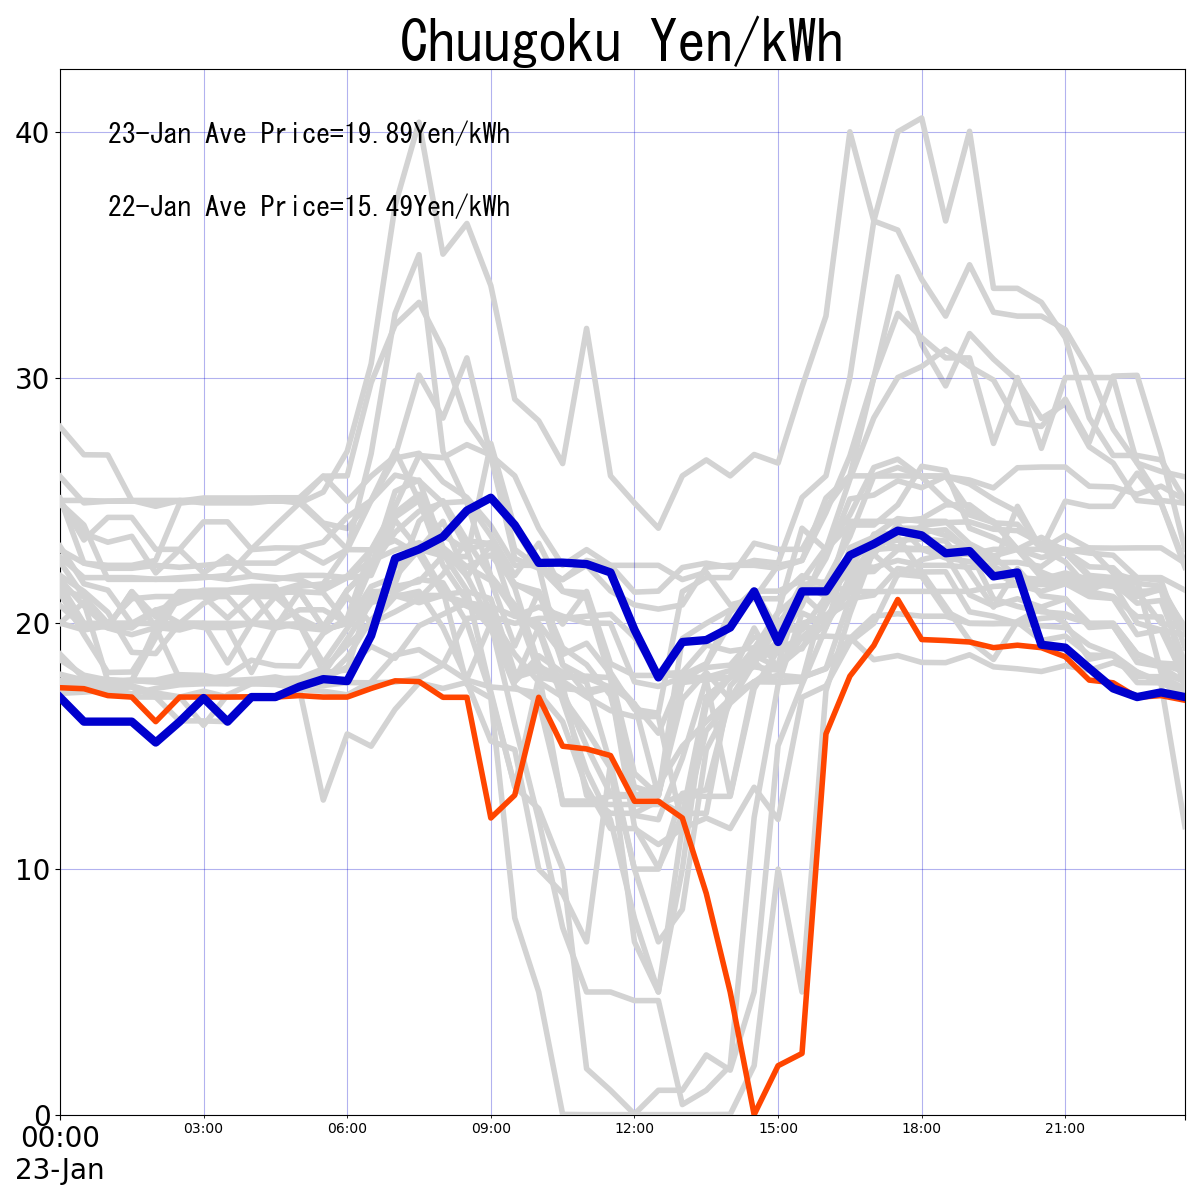 Chuugoku Yen/kWh
23-Jan Ave Price=19.89Yen/kWh
22-Jan Ave Price=15.49Yen/kWh
40
30
20
10
0
00:00 03:00 06:00 09:00 12:00 15:00 18:00 21:00
23-Jan